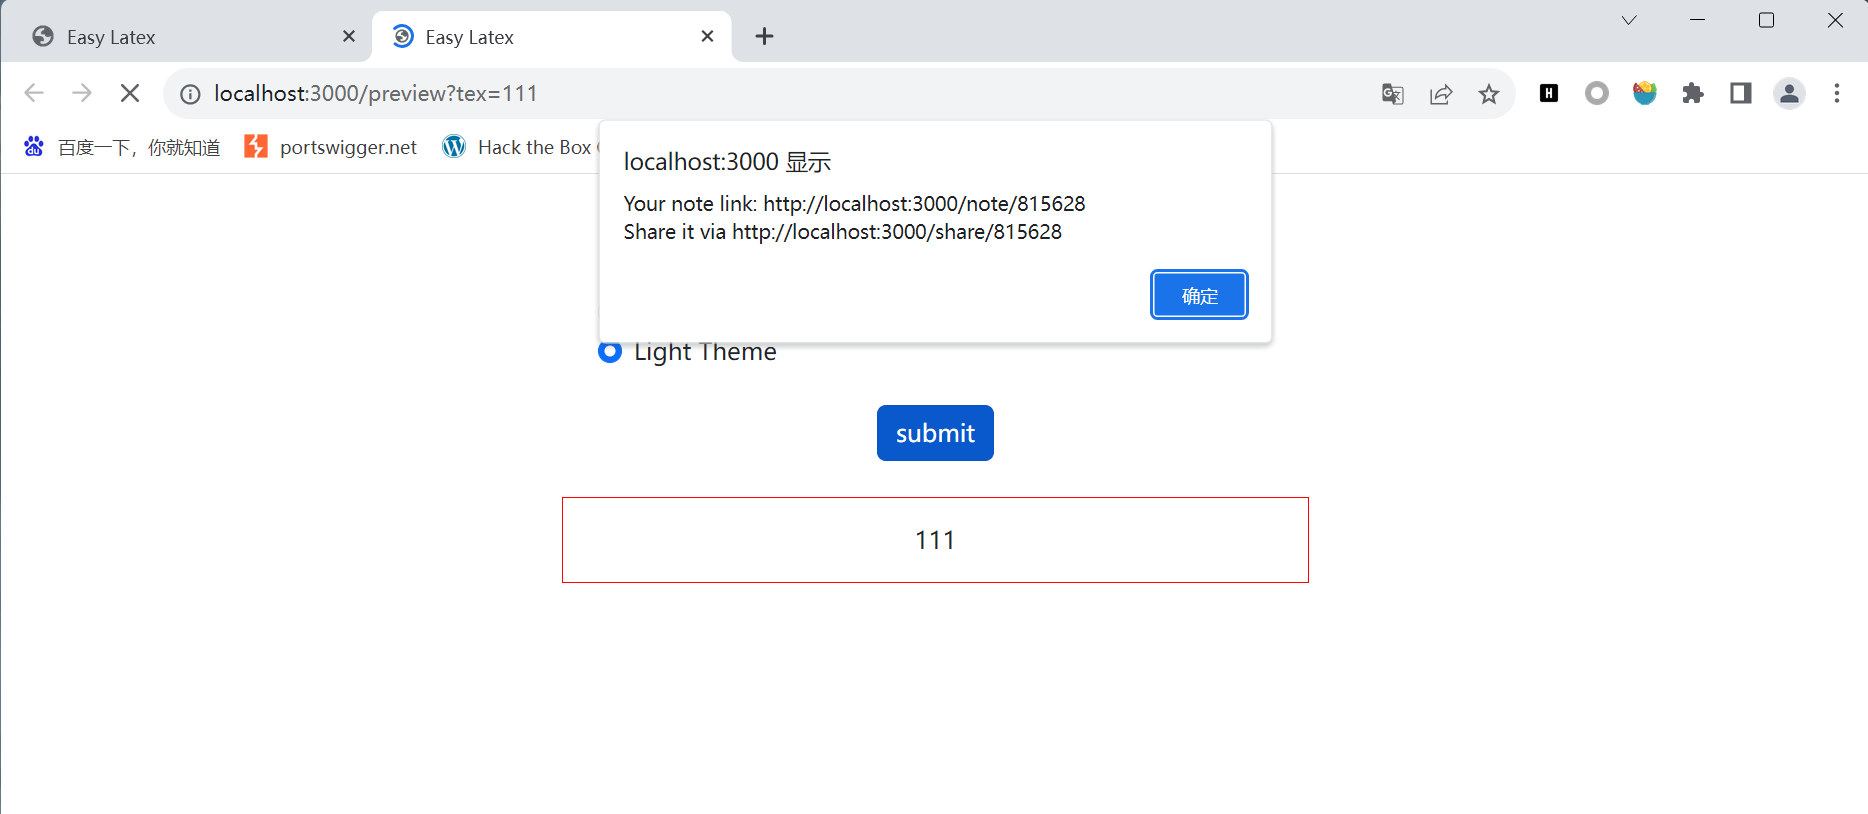 Easy Latex
Easy Latex
localhost:3000/preview?tex=111
百度一下，你就知道
portswigger.net
Hack the Box
localhost:3000 显示
Your note link: http://localhost:3000/note/815628
Share it via http://localhost:3000/share/815628
确定
Light Theme
submit
111